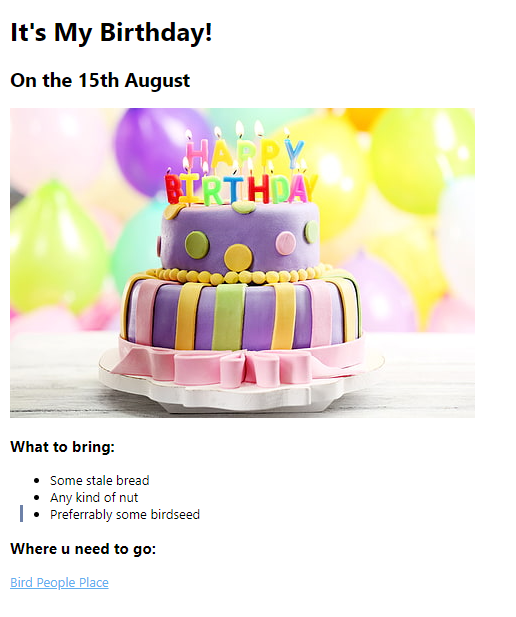 It's My Birthday!
On the 15th August
HAPPY
BIRTHDAY
What to bring:
Some stale bread
Any kind of nut
Preferrably some birdseed
Where u need to go:
Bird People Place